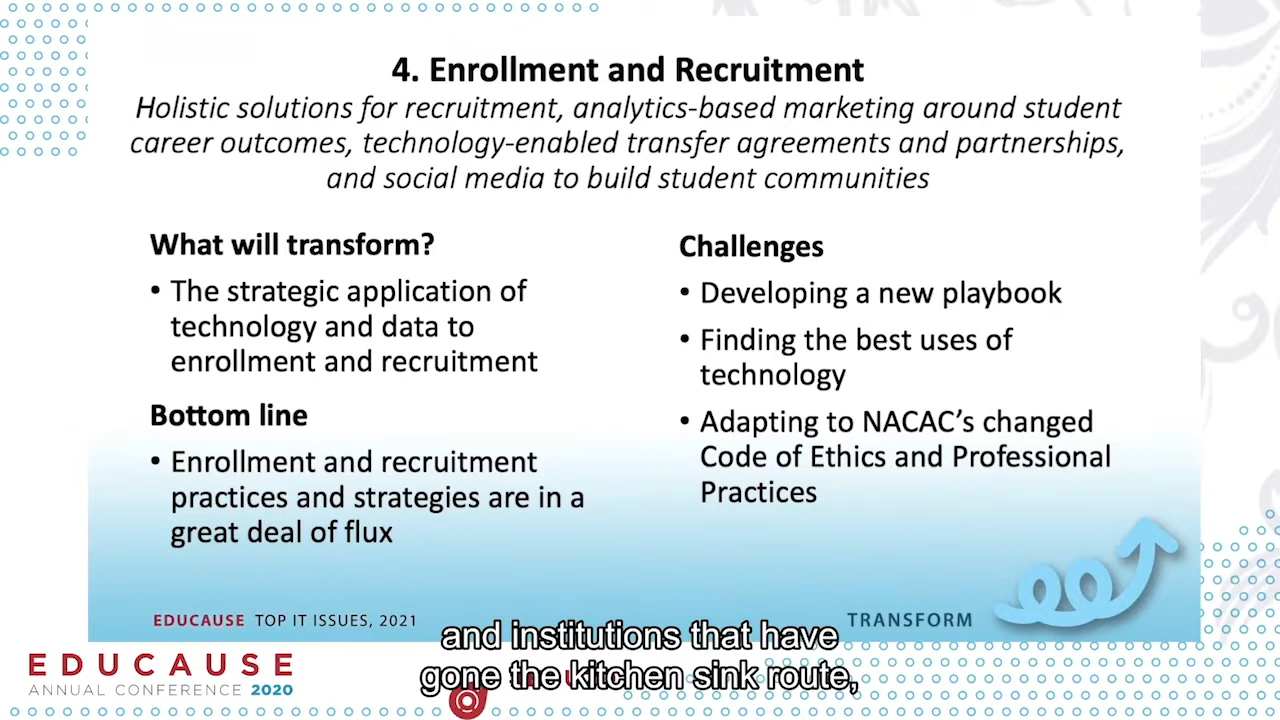 4. Enrollment and Recruitment
Holistic solutions for recruitment, analytics-based marketing around student
career outcomes, technology-enabled transfer agreements and partnerships,
and social media to build student communities
What will transform?
• The strategic application of
technology and data to
enrollment and recruitment
Bottom line
• Enrollment and recruitment
practices and strategies are in a
great deal of flux
Challenges
• Developing a new playbook
• Finding the best uses of
technology
• Adapting to NACAC’s changed
Code of Ethics and Professional
Practices
EDUCAUSE TOP IT ISSUES, 2021
TRANSFORM
and institutions that have
gone the kitchen sink route,
EDUCAUSE
ANNUAL CONFERENCE 2020